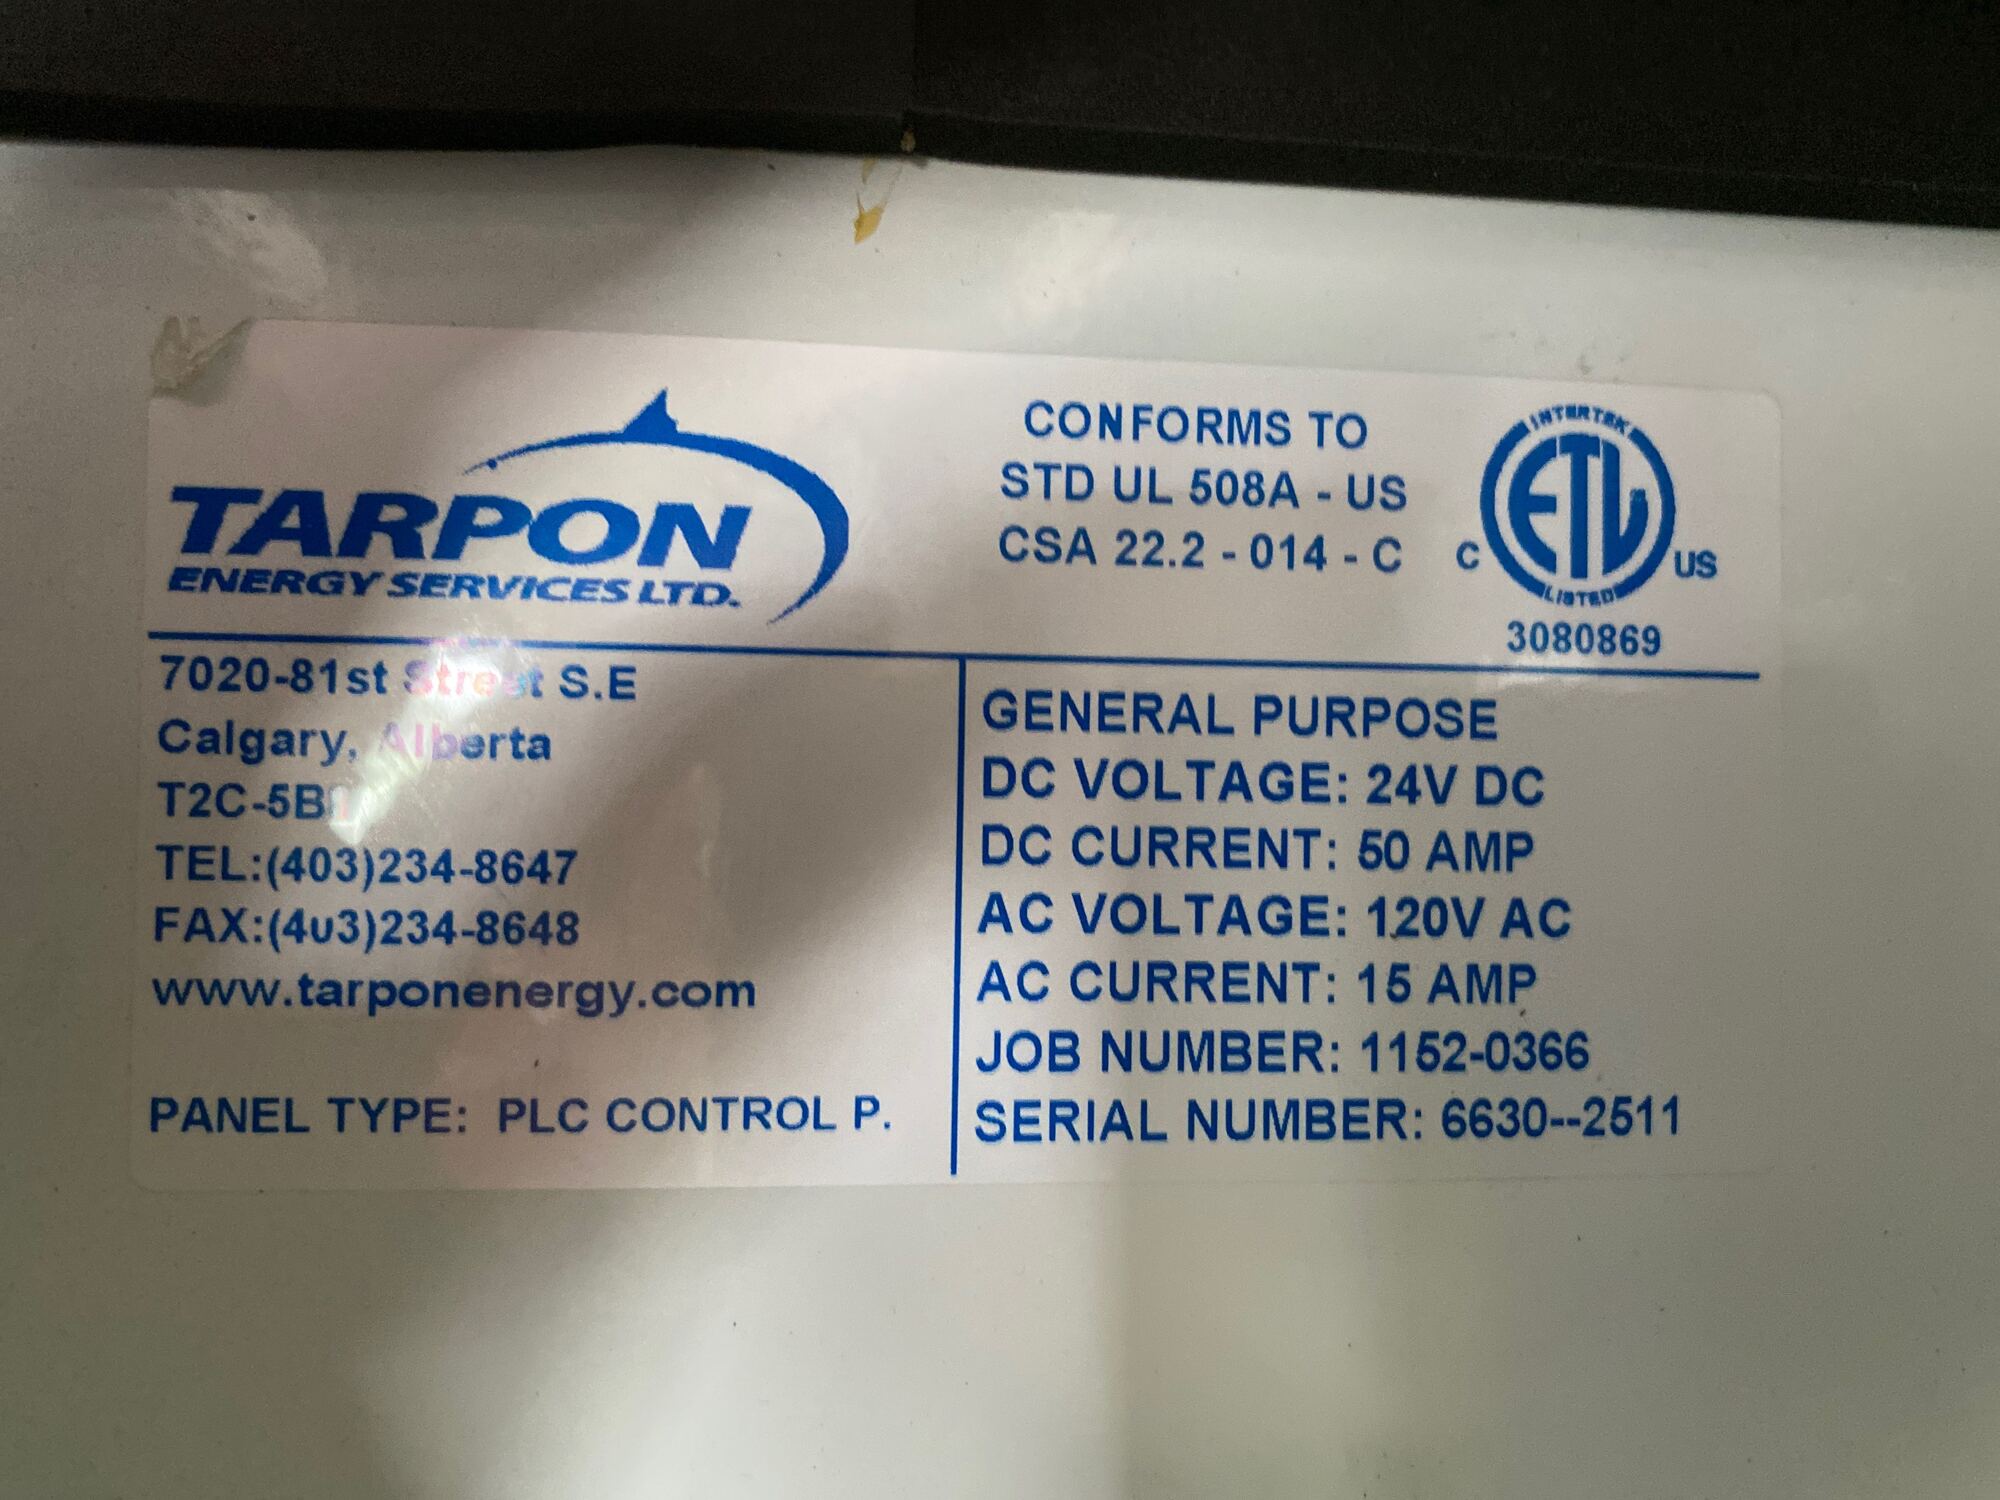 TARPON
ENERGY SERVICES LTD.
CONFORMS TO
STD UL 508A - US
CSA 22.2 - 014 - C
INTERTEK
C ETL US
LISTED
3080869
7020-81st Street S.E
Calgary, Alberta
TEL:(403)234-8647
FAX:(403)234-8648
www.tarponenergy.com
PANEL TYPE: PLC CONTROL P.
GENERAL PURPOSE
DC VOLTAGE: 24V DC
DC CURRENT: 50 AMP
AC VOLTAGE: 120V AC
AC CURRENT: 15 AMP
JOB NUMBER: 1152-0366
SERIAL NUMBER: 6630--2511